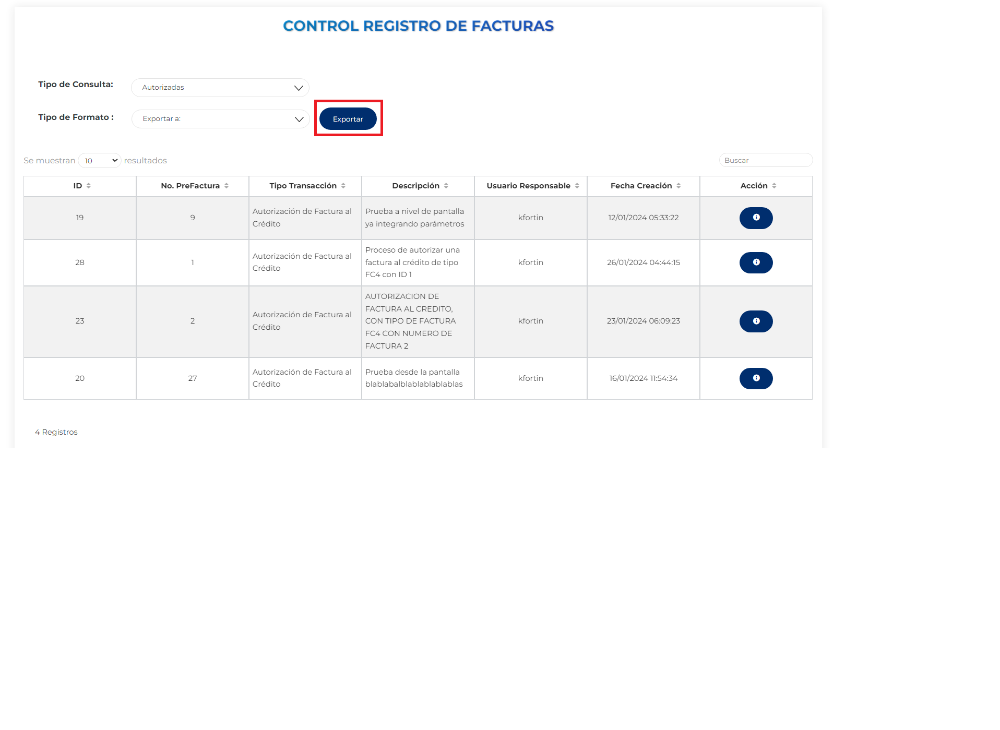 CONTROL REGISTRO DE FACTURAS
Tipo de Consulta:
Autorizadas
Tipo de Formato :
Exportar a:
Exportar
Se muestran 10 resultados
Buscar
ID No. PreFactura Tipo Transacción Descripción Usuario Responsable Fecha Creación Acción
19
9
Autorización de Factura al
Crédito
Prueba a nivel de pantalla
ya integrando parámetros
kfortin
12/01/2024 05:33:22
28
1
Autorización de Factura al
Crédito
Proceso de autorizar una
factura al crédito de tipo
FC4 con ID 1
kfortin
26/01/2024 04:44:15
23
2
Autorización de Factura al
Crédito
AUTORIZACION DE
FACTURA AL CREDITO,
CON TIPO DE FACTURA
FC4 CON NUMERO DE
FACTURA 2
kfortin
23/01/2024 06:09:23
20
27
Autorización de Factura al
Crédito
Prueba desde la pantalla
blablabalblablablablablas
kfortin
16/01/2024 11:54:34
4 Registros